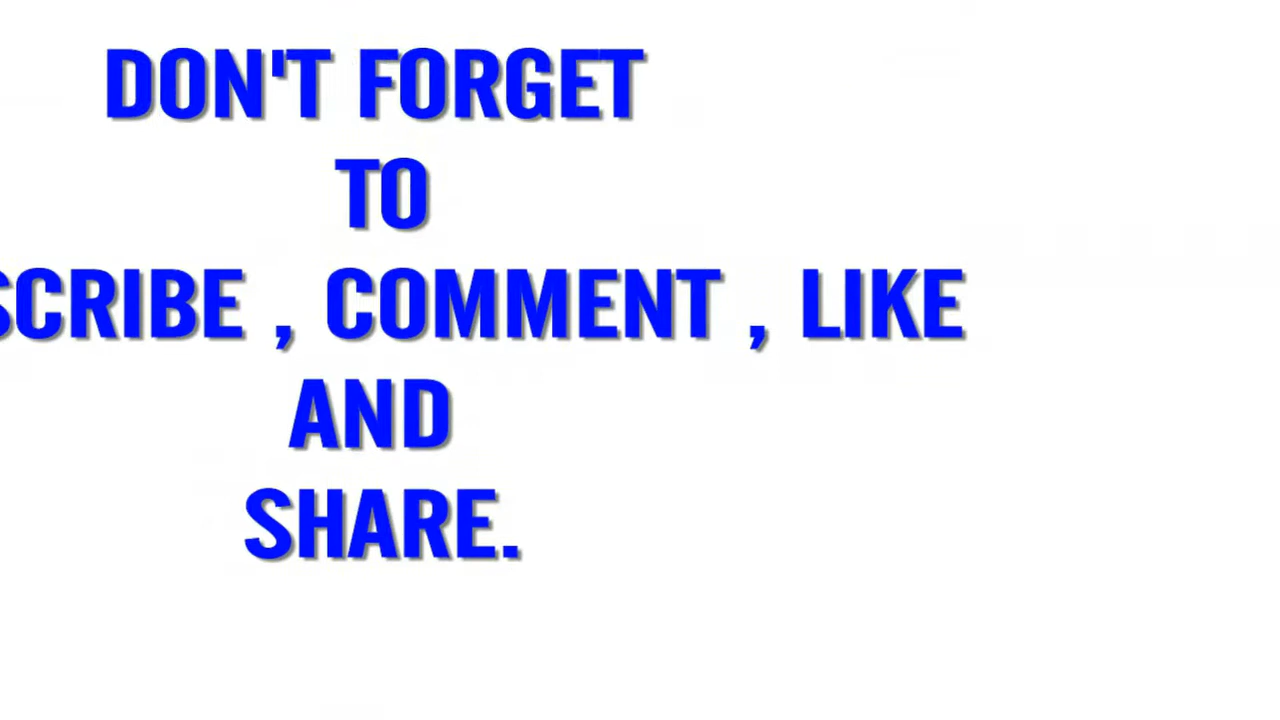 DON'T FORGET
TO
SCRIBE , COMMENT , LIKE
AND
SHARE.